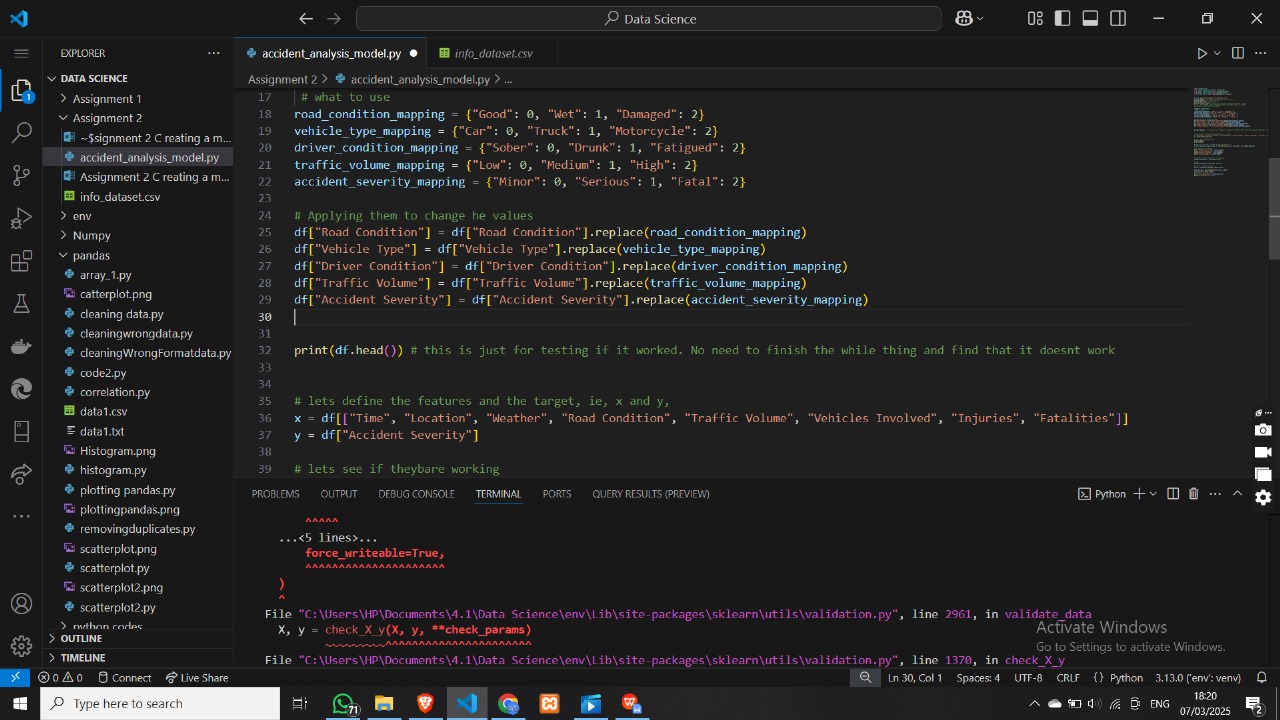 Data Science
EXPLORER
accident_analysis_model.py
info_dataset.csv
DATA SCIENCE
Assignment 2 > accident_analysis_model.py > ...
Assignment 1
Assignment 2
~$signment 2 C reating a m...
accident_analysis_model.py
Assignment 2 C reating a m...
info_dataset.csv
env
Numpy
pandas
array_1.py
catterplot.png
cleaning data.py
cleaningwrongdata.py
cleaningWrongFormatdata.py
code2.py
correlation.py
data1.csv
data1.txt
Histogram.png
histogram.py
plotting pandas.py
plottingpandas.png
removingduplicates.py
scatterplot.png
scatterplot.py
scatterplot2.png
scatterplot2.py
python codes
OUTLINE
TIMELINE
17 # what to use
18 road_condition_mapping = {"Good": 0, "Wet": 1, "Damaged": 2}
19 vehicle_type_mapping = {"Car": 0, "Truck": 1, "Motorcycle": 2}
20 driver_condition_mapping = {"Sober": 0, "Drunk": 1, "Fatigued": 2}
21 traffic_volume_mapping = {"Low": 0, "Medium": 1, "High": 2}
22 accident_severity_mapping = {"Minor": 0, "Serious": 1, "Fatal": 2}
23
24 # Applying them to change he values
25 df["Road Condition"] = df["Road Condition"].replace(road_condition_mapping)
26 df["Vehicle Type"] = df["Vehicle Type"].replace(vehicle_type_mapping)
27 df["Driver Condition"] = df["Driver Condition"].replace(driver_condition_mapping)
28 df["Traffic Volume"] = df["Traffic Volume"].replace(traffic_volume_mapping)
29 df["Accident Severity"] = df["Accident Severity"].replace(accident_severity_mapping)
30
31
32 print(df.head()) # this is just for testing if it worked. No need to finish the while thing and find that it doesnt work
33
34
35 # lets define the features and the target, ie, x and y,
36 x = df[["Time", "Location", "Weather", "Road Condition", "Traffic Volume", "Vehicles Involved", "Injuries", "Fatalities"]]
37 y = df["Accident Severity"]
38
39 # lets see if theybare working
PROBLEMS OUTPUT DEBUG CONSOLE TERMINAL PORTS QUERY RESULTS (PREVIEW)
Python
^^^^^
...<5 lines>...
force_writeable=True,
^^^^^^^^^^^^^^^^^^^^^
)
^
File "C:\Users\HP\Documents\4.1\Data Science\env\Lib\site-packages\sklearn\utils\validation.py", line 2961, in validate_data
X, y = check_X_y(X, y, **check_params)
~~~~~~~~~^^^^^^^^^^^^^^^^^^^^^^
File "C:\Users\HP\Documents\4.1\Data Science\env\Lib\site-packages\sklearn\utils\validation.py", line 1370, in check_X_y
Activate Windows
Go to Settings to activate Windows.
0 0 Connect Live Share
Ln 30, Col 1 Spaces: 4 UTF-8 CRLF {} Python 3.13.0 ('env': venv)
Type here to search
71
ENG
18:20
07/03/2025
2